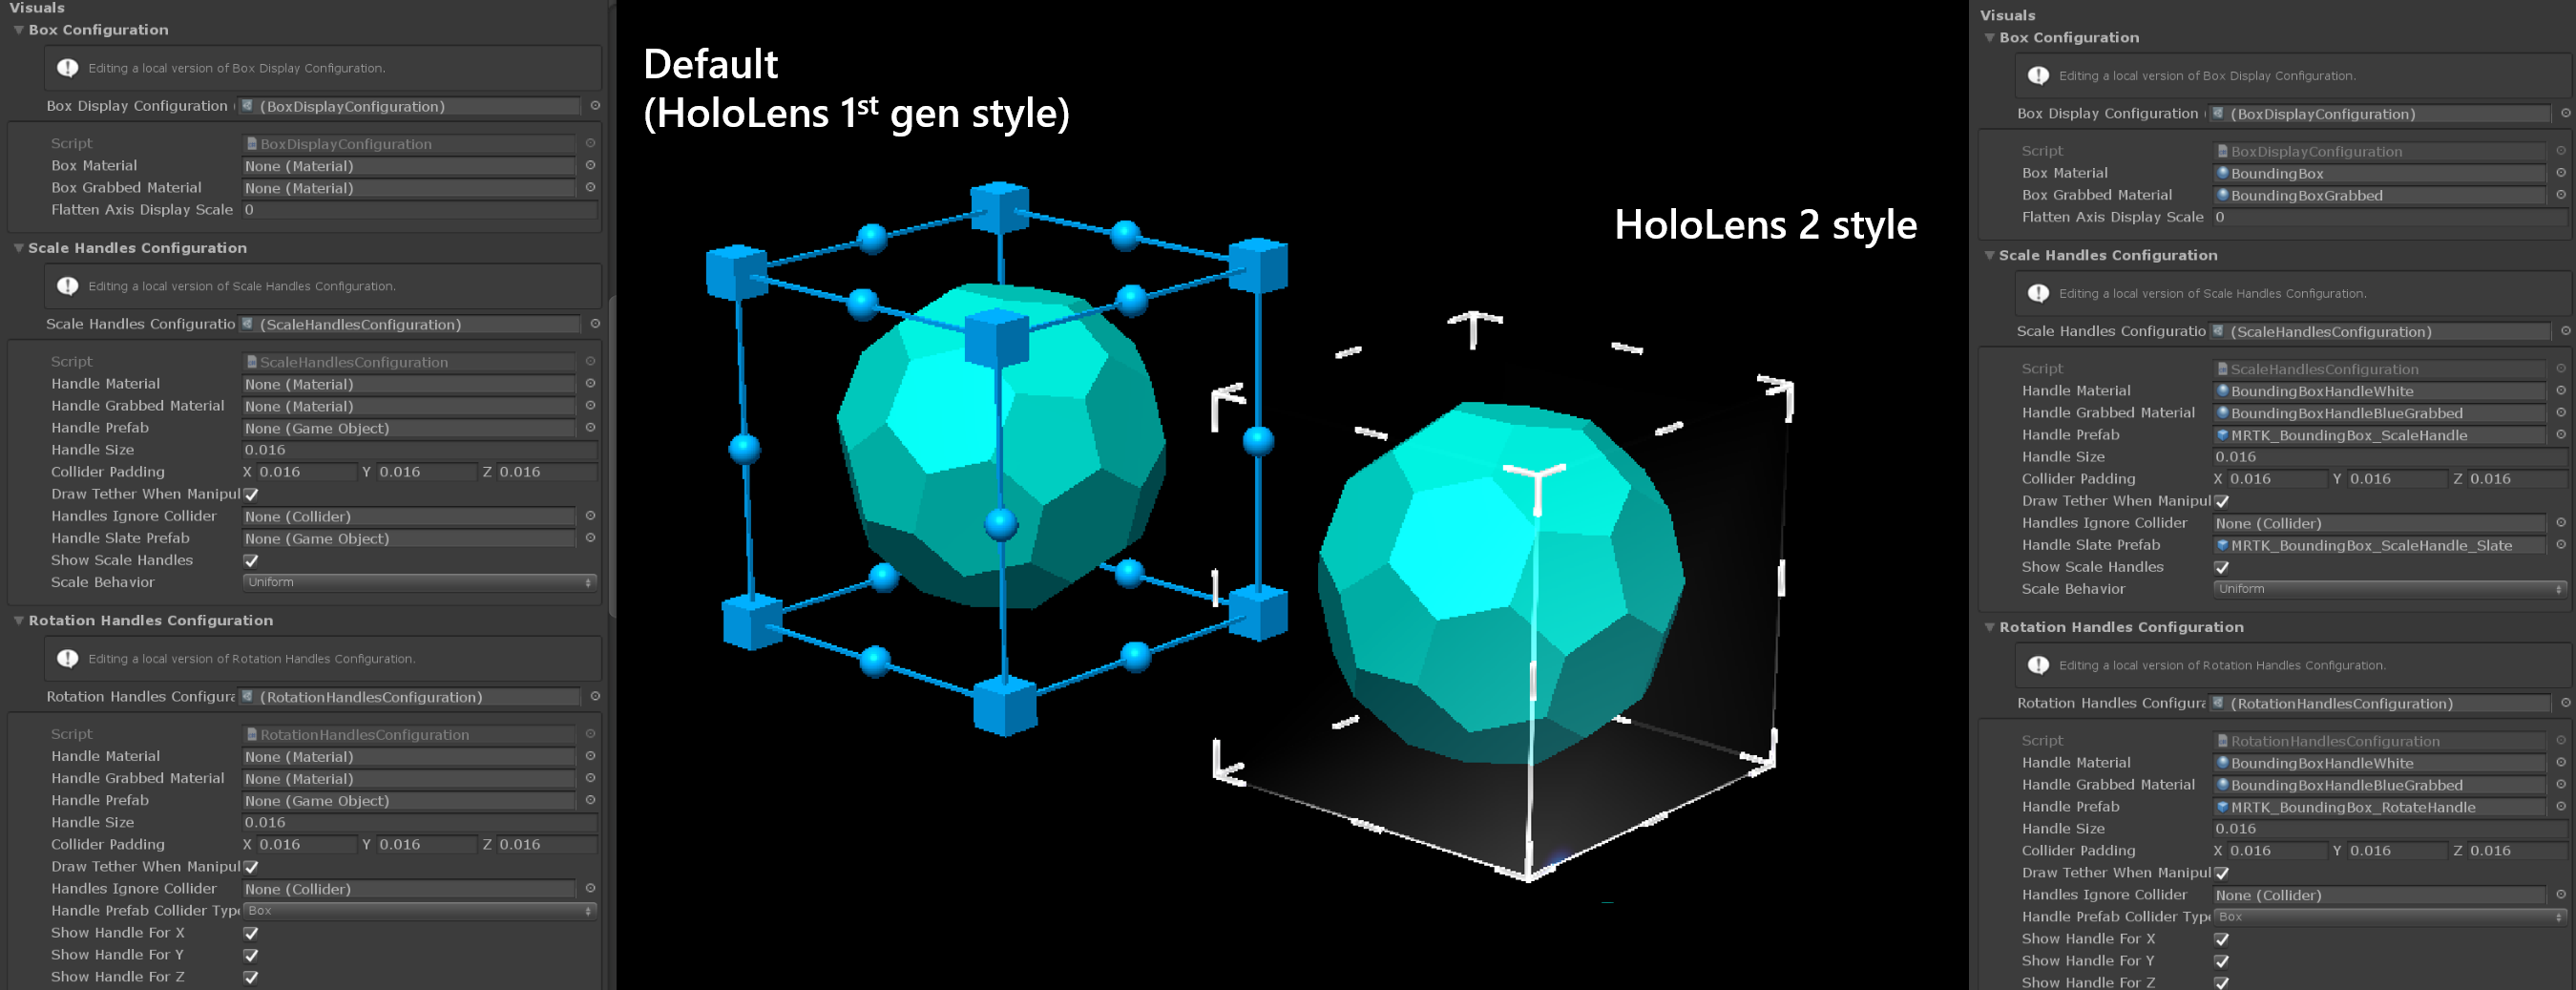 Visuals
Box Configuration
Editing a local version of Box Display Configuration.
Box Display Configuration (BoxDisplayConfiguration)
Script BoxDisplayConfiguration
Box Material None (Material)
Box Grabbed Material None (Material)
Flatten Axis Display Scale 0
Scale Handles Configuration
Editing a local version of Scale Handles Configuration.
Scale Handles Configuratio (ScaleHandlesConfiguration)
Script ScaleHandlesConfiguration
Handle Material None (Material)
Handle Grabbed Material None (Material)
Handle Prefab None (Game Object)
Handle Size 0.016
Collider Padding X 0.016 Y 0.016 Z 0.016
Draw Tether When Manipul
Handles Ignore Collider None (Collider)
Handle Slate Prefab None (Game Object)
Show Scale Handles
Scale Behavior Uniform
Rotation Handles Configuration
Editing a local version of Rotation Handles Configuration.
Rotation Handles Configura (RotationHandlesConfiguration)
Script RotationHandlesConfiguration
Handle Material None (Material)
Handle Grabbed Material None (Material)
Handle Prefab None (Game Object)
Handle Size 0.016
Collider Padding X 0.016 Y 0.016 Z 0.016
Draw Tether When Manipul
Handles Ignore Collider None (Collider)
Handle Prefab Collider Type Box
Show Handle For X
Show Handle For Y
Show Handle For Z
Default
(HoloLens 1st gen style)
HoloLens 2 style
Visuals
Box Configuration
Editing a local version of Box Display Configuration.
Box Display Configuration (BoxDisplayConfiguration)
Script BoxDisplayConfiguration
Box Material BoundingBox
Box Grabbed Material BoundingBoxGrabbed
Flatten Axis Display Scale 0
Scale Handles Configuration
Editing a local version of Scale Handles Configuration.
Scale Handles Configuratio (ScaleHandlesConfiguration)
Script ScaleHandlesConfiguration
Handle Material BoundingBoxHandleWhite
Handle Grabbed Material BoundingBoxHandleBlueGrabbed
Handle Prefab MRTK_BoundingBox_ScaleHandle
Handle Size 0.016
Collider Padding X 0.016 Y 0.016 Z 0.016
Draw Tether When Manipul
Handles Ignore Collider None (Collider)
Handle Slate Prefab MRTK_BoundingBox_ScaleHandle_Slate
Show Scale Handles
Scale Behavior Uniform
Rotation Handles Configuration
Editing a local version of Rotation Handles Configuration.
Rotation Handles Configura (RotationHandlesConfiguration)
Script RotationHandlesConfiguration
Handle Material BoundingBoxHandleWhite
Handle Grabbed Material BoundingBoxHandleBlueGrabbed
Handle Prefab MRTK_BoundingBox_RotateHandle
Handle Size 0.016
Collider Padding X 0.016 Y 0.016 Z 0.016
Draw Tether When Manipul
Handles Ignore Collider None (Collider)
Handle Prefab Collider Type Box
Show Handle For X
Show Handle For Y
Show Handle For Z